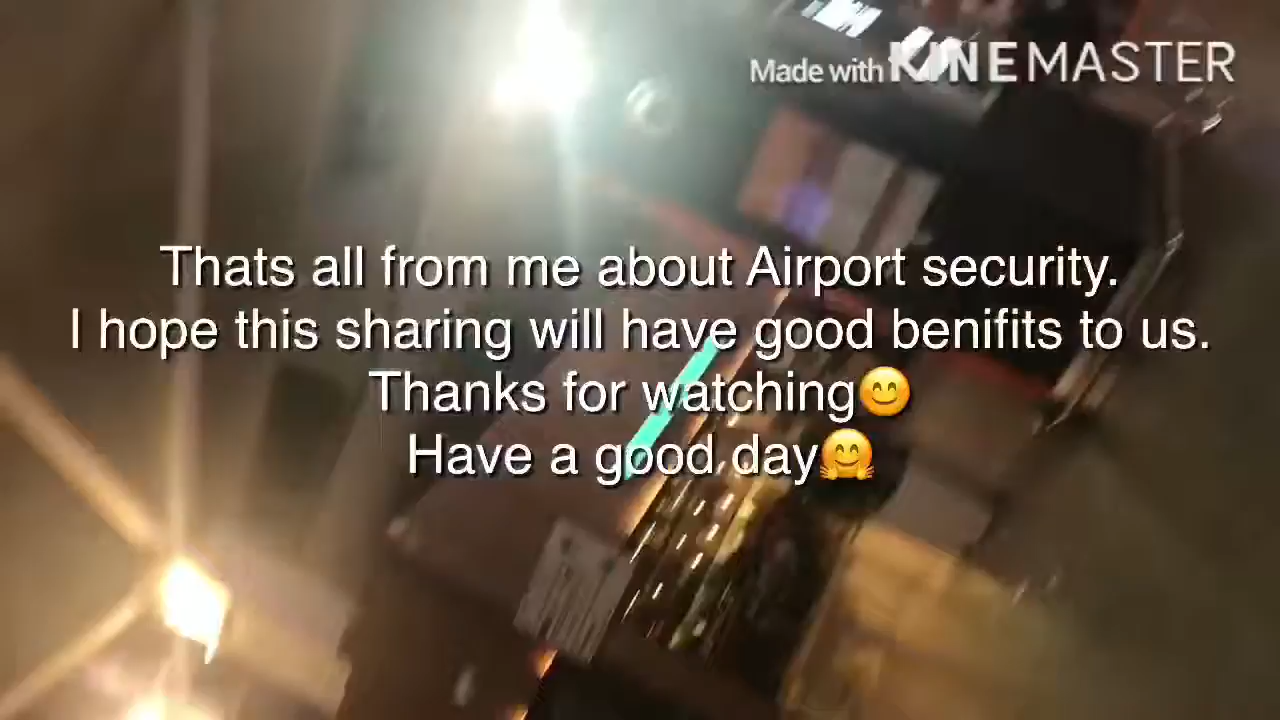 Made with KINEMASTER
Thats all from me about Airport security.
I hope this sharing will have good benifits to us.
Thanks for watching😊
Have a good day🤗